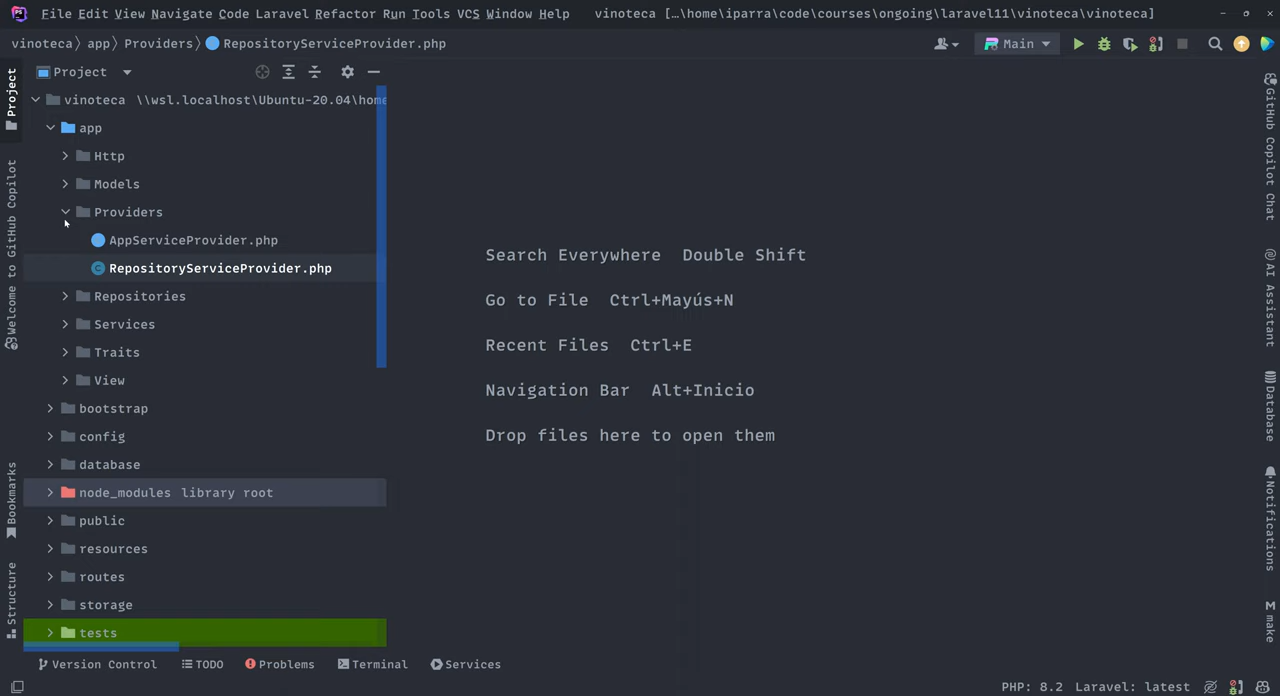 File Edit View Navigate Code Laravel Refactor Run Tools VCS Window Help vinoteca […\home\iparra\code\courses\ongoing\laravel11\vinoteca\vinoteca]
vinoteca app Providers RepositoryServiceProvider.php
Main
Project
Project
vinoteca \\wsl.localhost\Ubuntu-20.04\home
app
Http
Models
Providers
AppServiceProvider.php
RepositoryServiceProvider.php
Repositories
Services
Traits
View
bootstrap
config
database
node_modules library root
public
resources
routes
storage
tests
Welcome to GitHub Copilot
Bookmarks
Structure
Search Everywhere Double Shift
Go to File Ctrl+Mayús+N
Recent Files Ctrl+E
Navigation Bar Alt+Inicio
Drop files here to open them
GitHub Copilot Chat
AI Assistant
Database
Notifications
make
Version Control TODO Problems Terminal Services
PHP: 8.2 Laravel: latest